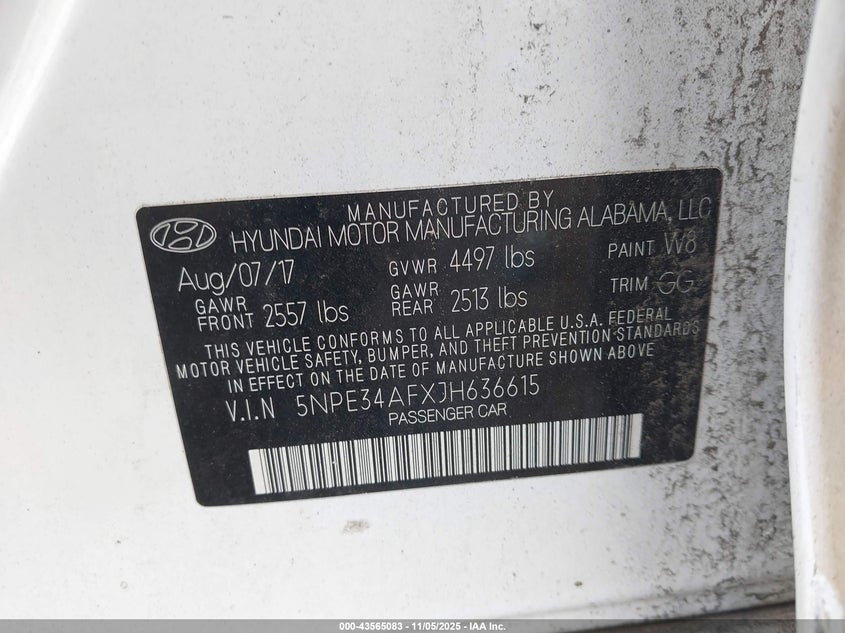 MANUFACTURED BY
HYUNDAI MOTOR MANUFACTURING ALABAMA, LLC
Aug/07/17 GVWR 4497 lbs PAINT W8
GAWR FRONT 2557 lbs GAWR REAR 2513 lbs TRIM GG
THIS VEHICLE CONFORMS TO ALL APPLICABLE U.S.A. FEDERAL
MOTOR VEHICLE SAFETY, BUMPER, AND THEFT PREVENTION STANDARDS
IN EFFECT ON THE DATE OF MANUFACTURE SHOWN ABOVE
V.I.N 5NPE34AFXJH636615
PASSENGER CAR
000-43565083 - 11/05/2025 - IAA Inc.